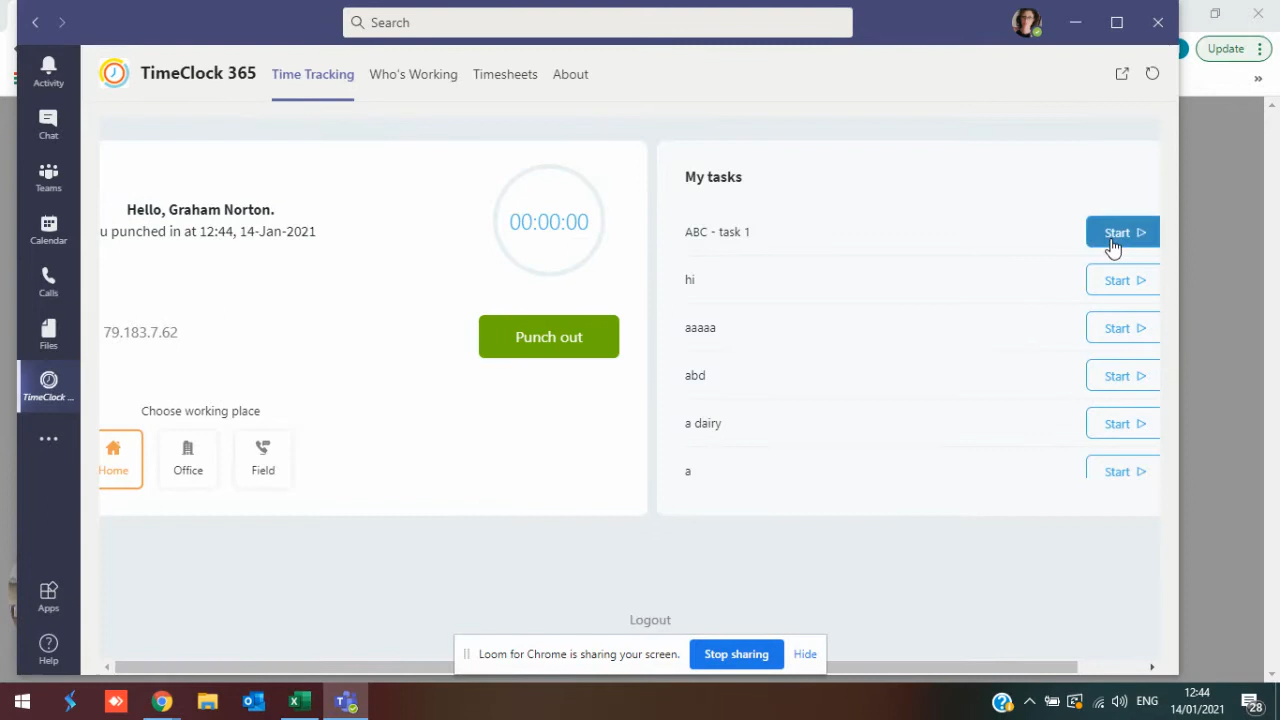 Search
Update
Activity
Chat
Teams
Calendar
Calls
Files
TimeClock ...
Apps
Help
TimeClock 365
Time Tracking
Who's Working
Timesheets
About
Hello, Graham Norton.
u punched in at 12:44, 14-Jan-2021
00:00:00
79.183.7.62
Punch out
Choose working place
Home
Office
Field
My tasks
ABC - task 1
Start
hi
Start
aaaaa
Start
abd
Start
a dairy
Start
a
Start
Logout
Loom for Chrome is sharing your screen.
Stop sharing
Hide
ENG
12:44
14/01/2021
28